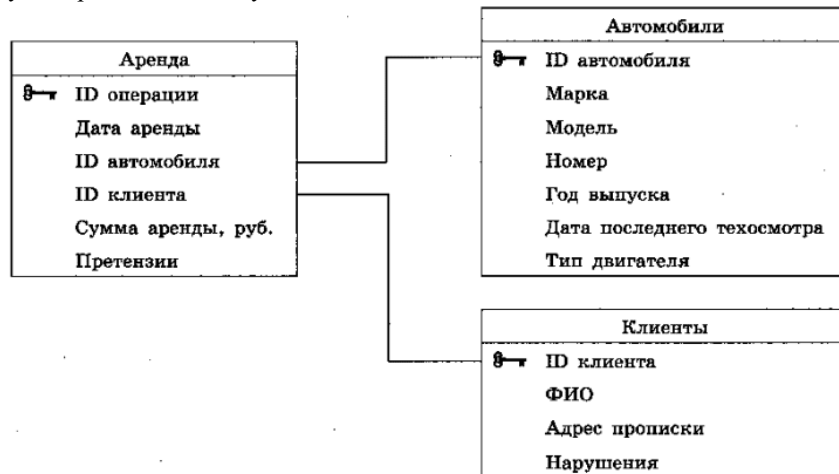 Аренда
ID операции
Дата аренды
ID автомобиля
ID клиента
Сумма аренды, руб.
Претензии
Автомобили
ID автомобиля
Марка
Модель
Номер
Год выпуска
Дата последнего техосмотра
Тип двигателя
Клиенты
ID клиента
ФИО
Адрес прописки
Нарушения